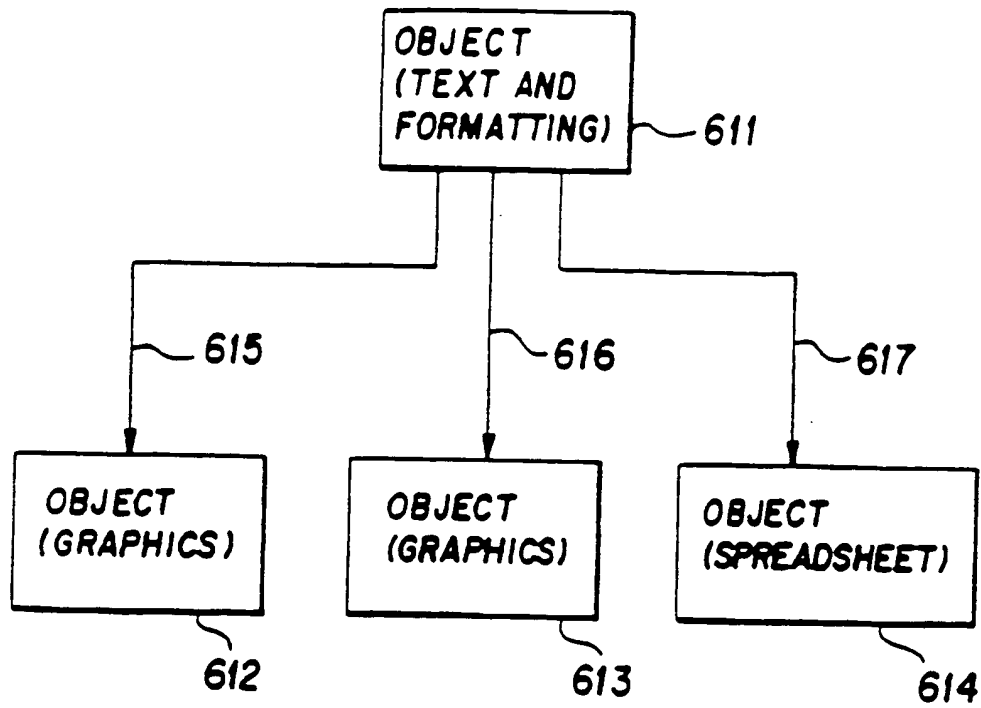 OBJECT
(TEXT AND
FORMATTING)
611
615
616
617
OBJECT
(GRAPHICS)
OBJECT
(GRAPHICS)
OBJECT
(SPREADSHEET)
612
613
614